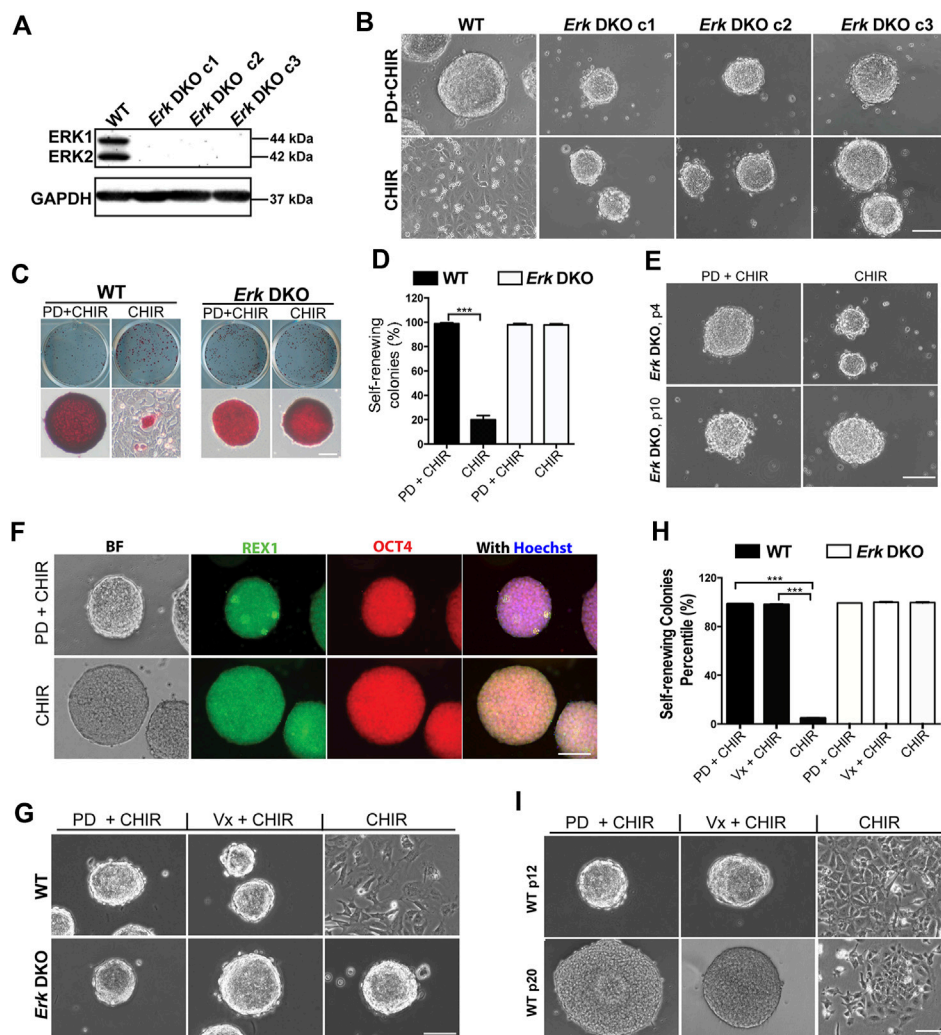 A
WT
Erk DKO c1
Erk DKO c2
Erk DKO c3
ERK1
44 kDa
ERK2
42 kDa
GAPDH
37 kDa
B
WT
Erk DKO c1
Erk DKO c2
Erk DKO c3
PD+CHIR
CHIR
C
WT
Erk DKO
PD+CHIR
CHIR
PD+CHIR
CHIR
D
WT
Erk DKO
Self-renewing
colonies (%)
100
80
60
40
20
0
***
PD + CHIR
CHIR
PD + CHIR
CHIR
E
PD + CHIR
CHIR
Erk DKO, p4
Erk DKO, p10
F
BF
REX1
OCT4
With Hoechst
PD + CHIR
CHIR
H
WT
Erk DKO
Self-renewing Colonies
Percentile (%)
120
80
40
0
***
***
PD + CHIR
Vx + CHIR
CHIR
PD + CHIR
Vx + CHIR
CHIR
G
PD + CHIR
Vx + CHIR
CHIR
WT
Erk DKO
I
PD + CHIR
Vx + CHIR
CHIR
WT p12
WT p20